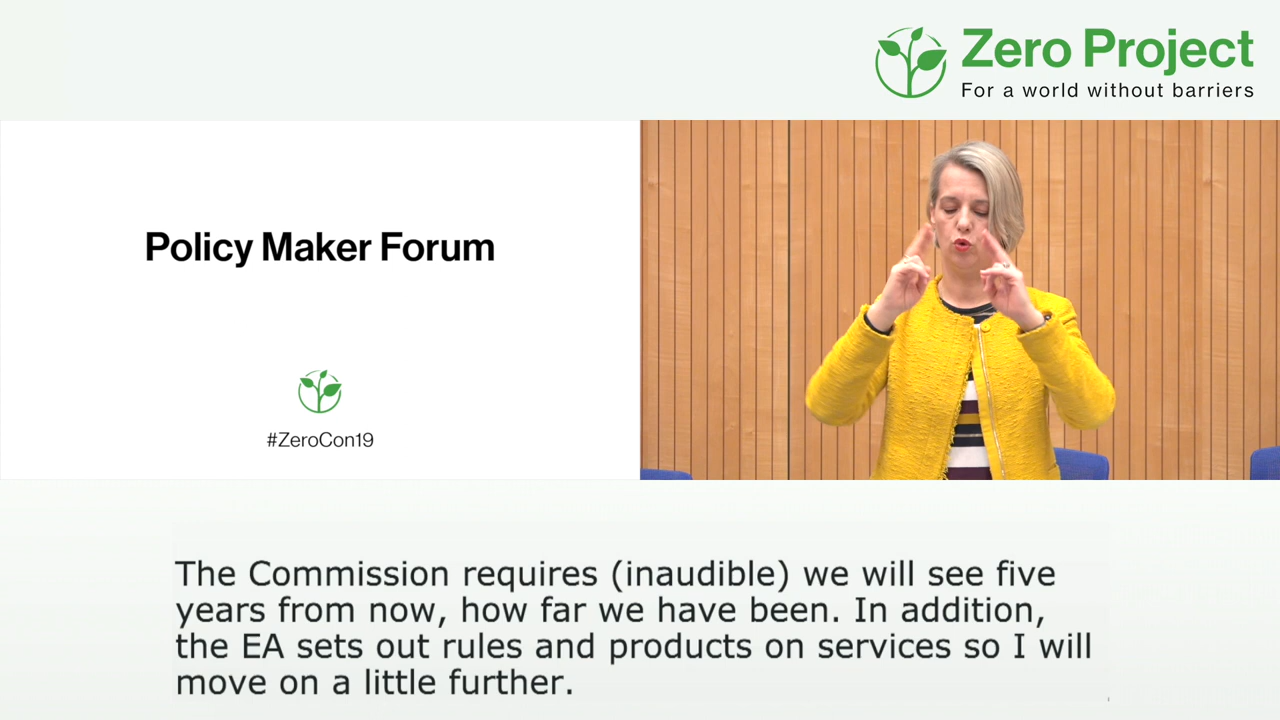 Zero Project
For a world without barriers
Policy Maker Forum
#ZeroCon19
The Commission requires (inaudible) we will see five
years from now, how far we have been. In addition,
the EA sets out rules and products on services so I will
move on a little further.